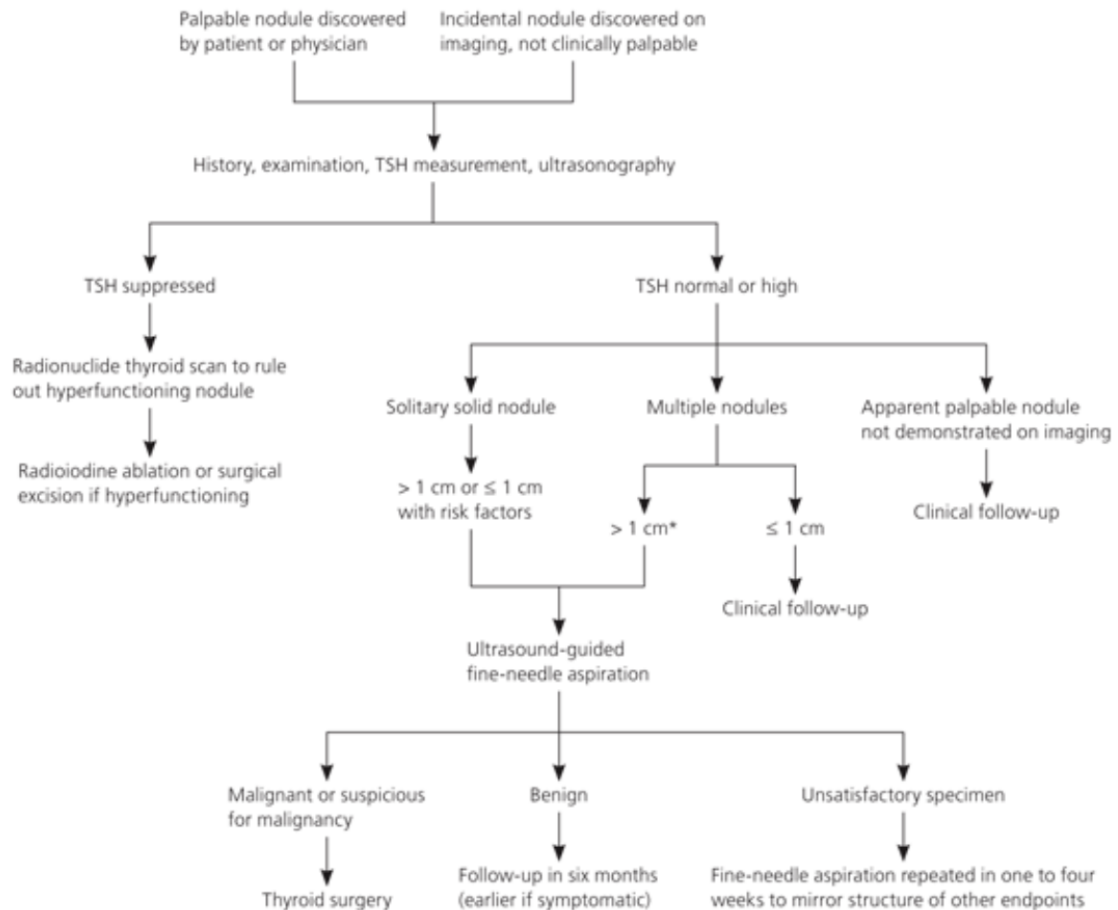 Palpable nodule discovered
by patient or physician
Incidental nodule discovered on
imaging, not clinically palpable
History, examination, TSH measurement, ultrasonography
TSH suppressed
TSH normal or high
Radionuclide thyroid scan to rule
out hyperfunctioning nodule
Radioiodine ablation or surgical
excision if hyperfunctioning
Solitary solid nodule
Multiple nodules
Apparent palpable nodule
not demonstrated on imaging
> 1 cm or ≤ 1 cm
with risk factors
> 1 cm*
≤ 1 cm
Clinical follow-up
Clinical follow-up
Ultrasound-guided
fine-needle aspiration
Malignant or suspicious
for malignancy
Benign
Unsatisfactory specimen
Thyroid surgery
Follow-up in six months
(earlier if symptomatic)
Fine-needle aspiration repeated in one to four
weeks to mirror structure of other endpoints